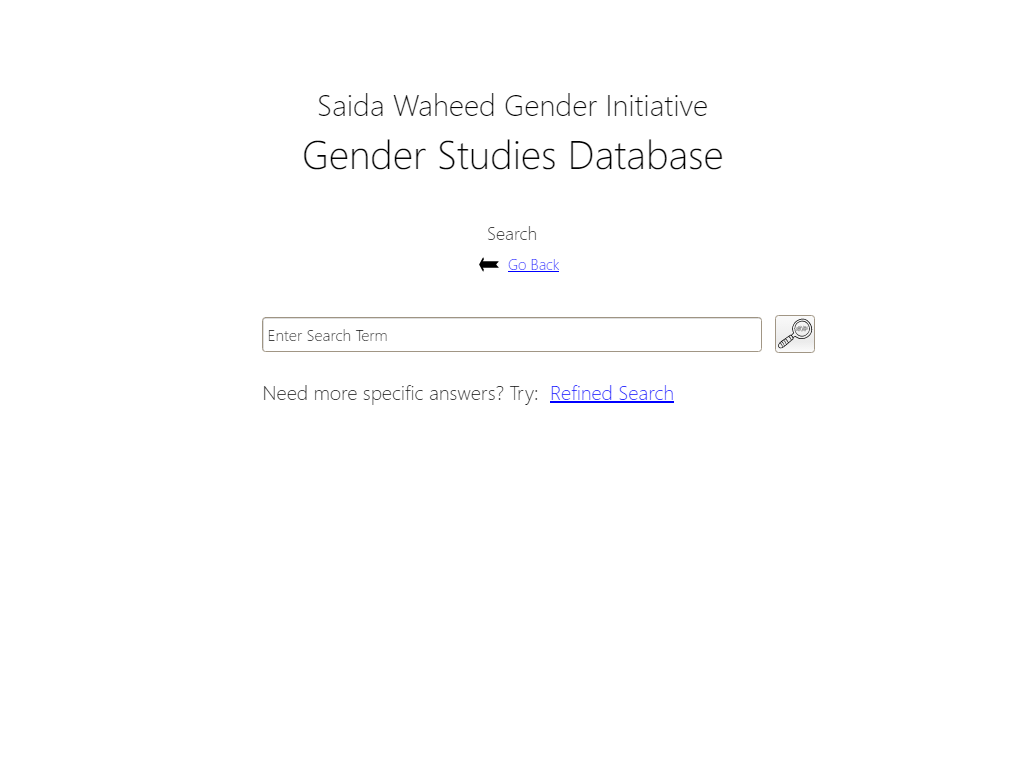 Saida Waheed Gender Initiative
Gender Studies Database
Search
Go Back
Enter Search Term
Need more specific answers? Try: Refined Search